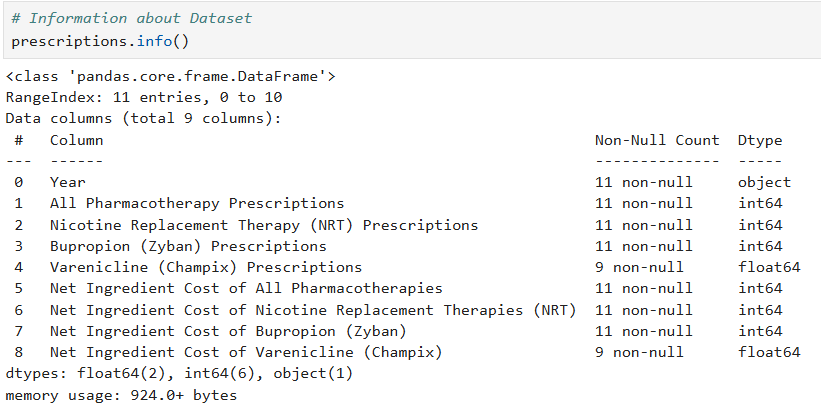 # Information about Dataset
prescriptions.info()
<class 'pandas.core.frame.DataFrame'>
RangeIndex: 11 entries, 0 to 10
Data columns (total 9 columns):
 #   Column                                                       Non-Null Count  Dtype
---  ------                                                       --------------  -----
 0   Year                                                         11 non-null     object
 1   All Pharmacotherapy Prescriptions                            11 non-null     int64
 2   Nicotine Replacement Therapy (NRT) Prescriptions             11 non-null     int64
 3   Bupropion (Zyban) Prescriptions                              11 non-null     int64
 4   Varenicline (Champix) Prescriptions                          9 non-null      float64
 5   Net Ingredient Cost of All Pharmacotherapies                 11 non-null     int64
 6   Net Ingredient Cost of Nicotine Replacement Therapies (NRT)  11 non-null     int64
 7   Net Ingredient Cost of Bupropion (Zyban)                     11 non-null     int64
 8   Net Ingredient Cost of Varenicline (Champix)                 9 non-null      float64
dtypes: float64(2), int64(6), object(1)
memory usage: 924.0+ bytes